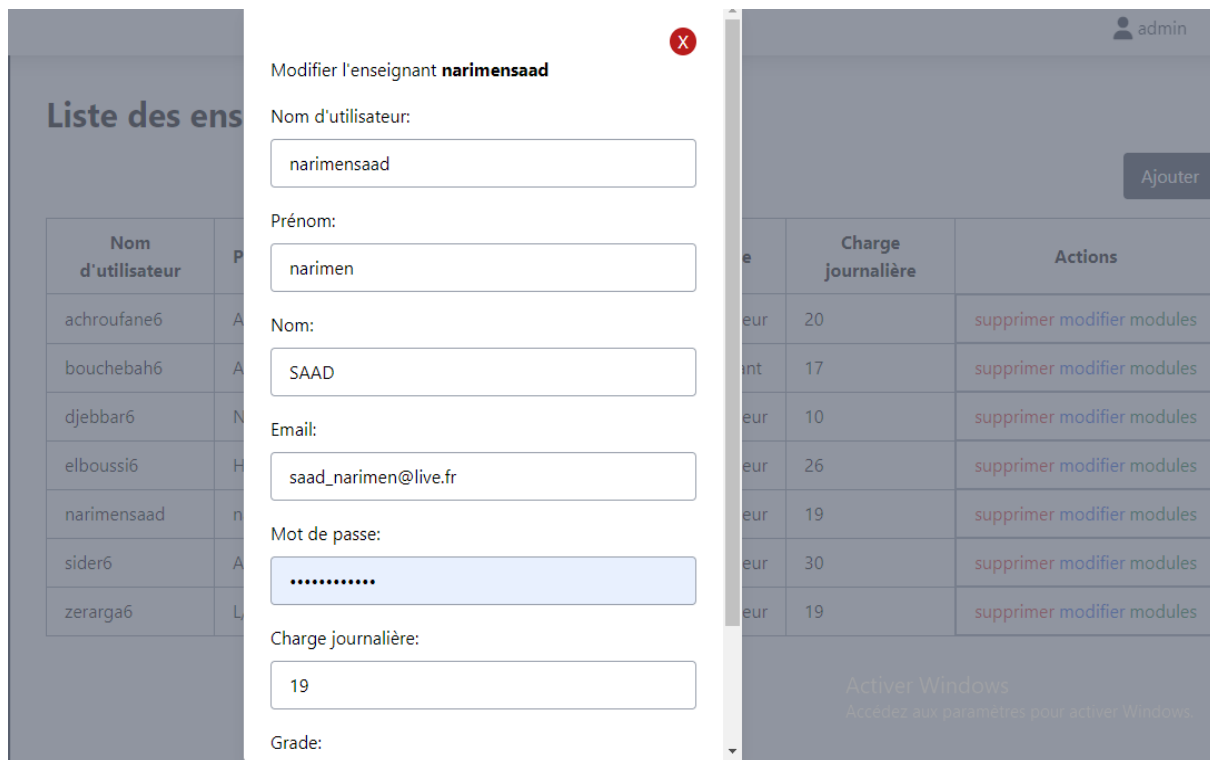 admin
X
Modifier l'enseignant narimensaad
Liste des ens
Nom d'utilisateur:
narimensaad
Ajouter
Prénom:
narimen
Nom:
SAAD
Email:
saad_narimen@live.fr
Mot de passe:
••••••••••••
Charge journalière:
19
Grade:
Nom d'utilisateur P e Charge journalière Actions
achroufane6 A eur 20 supprimer modifier modules
bouchebah6 A ant 17 supprimer modifier modules
djebbar6 N eur 10 supprimer modifier modules
elboussi6 H eur 26 supprimer modifier modules
narimensaad n eur 19 supprimer modifier modules
sider6 A eur 30 supprimer modifier modules
zerarga6 L eur 19 supprimer modifier modules
Activer Windows
Accédez aux paramètres pour activer Windows.